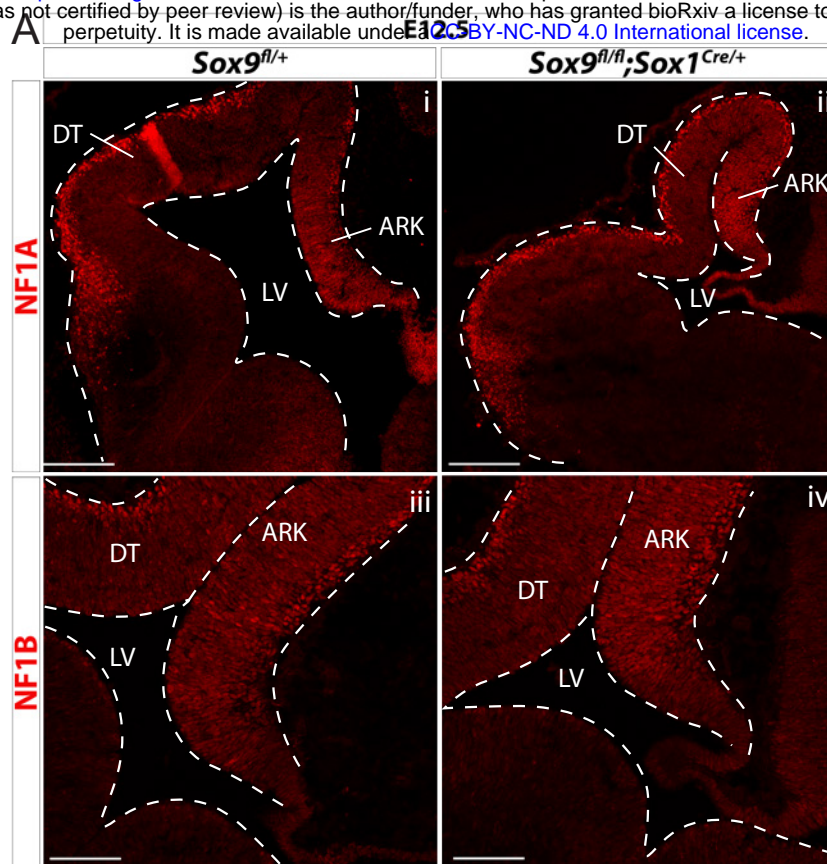 as not certified by peer review) is the author/funder, who has granted bioRxiv a license to
A perpetuity. It is made available under a CC-BY-NC-ND 4.0 International license.
E12.5
Sox9fl/+
Sox9fl/fl;Sox1Cre/+
NF1A
i
DT
ARK
LV
ii
DT
ARK
LV
NF1B
iii
DT
ARK
LV
iv
DT
ARK
LV